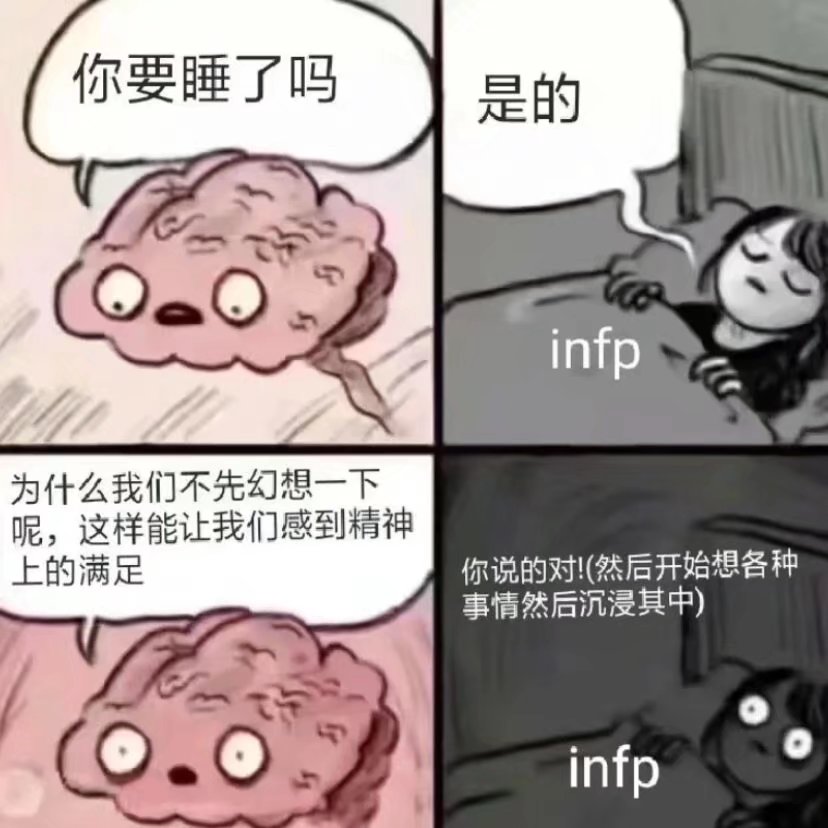 你要睡了吗
是的
infp
为什么我们不先幻想一下
呢，这样能让我们感到精神
上的满足
你说的对!(然后开始想各种
事情然后沉浸其中)
infp